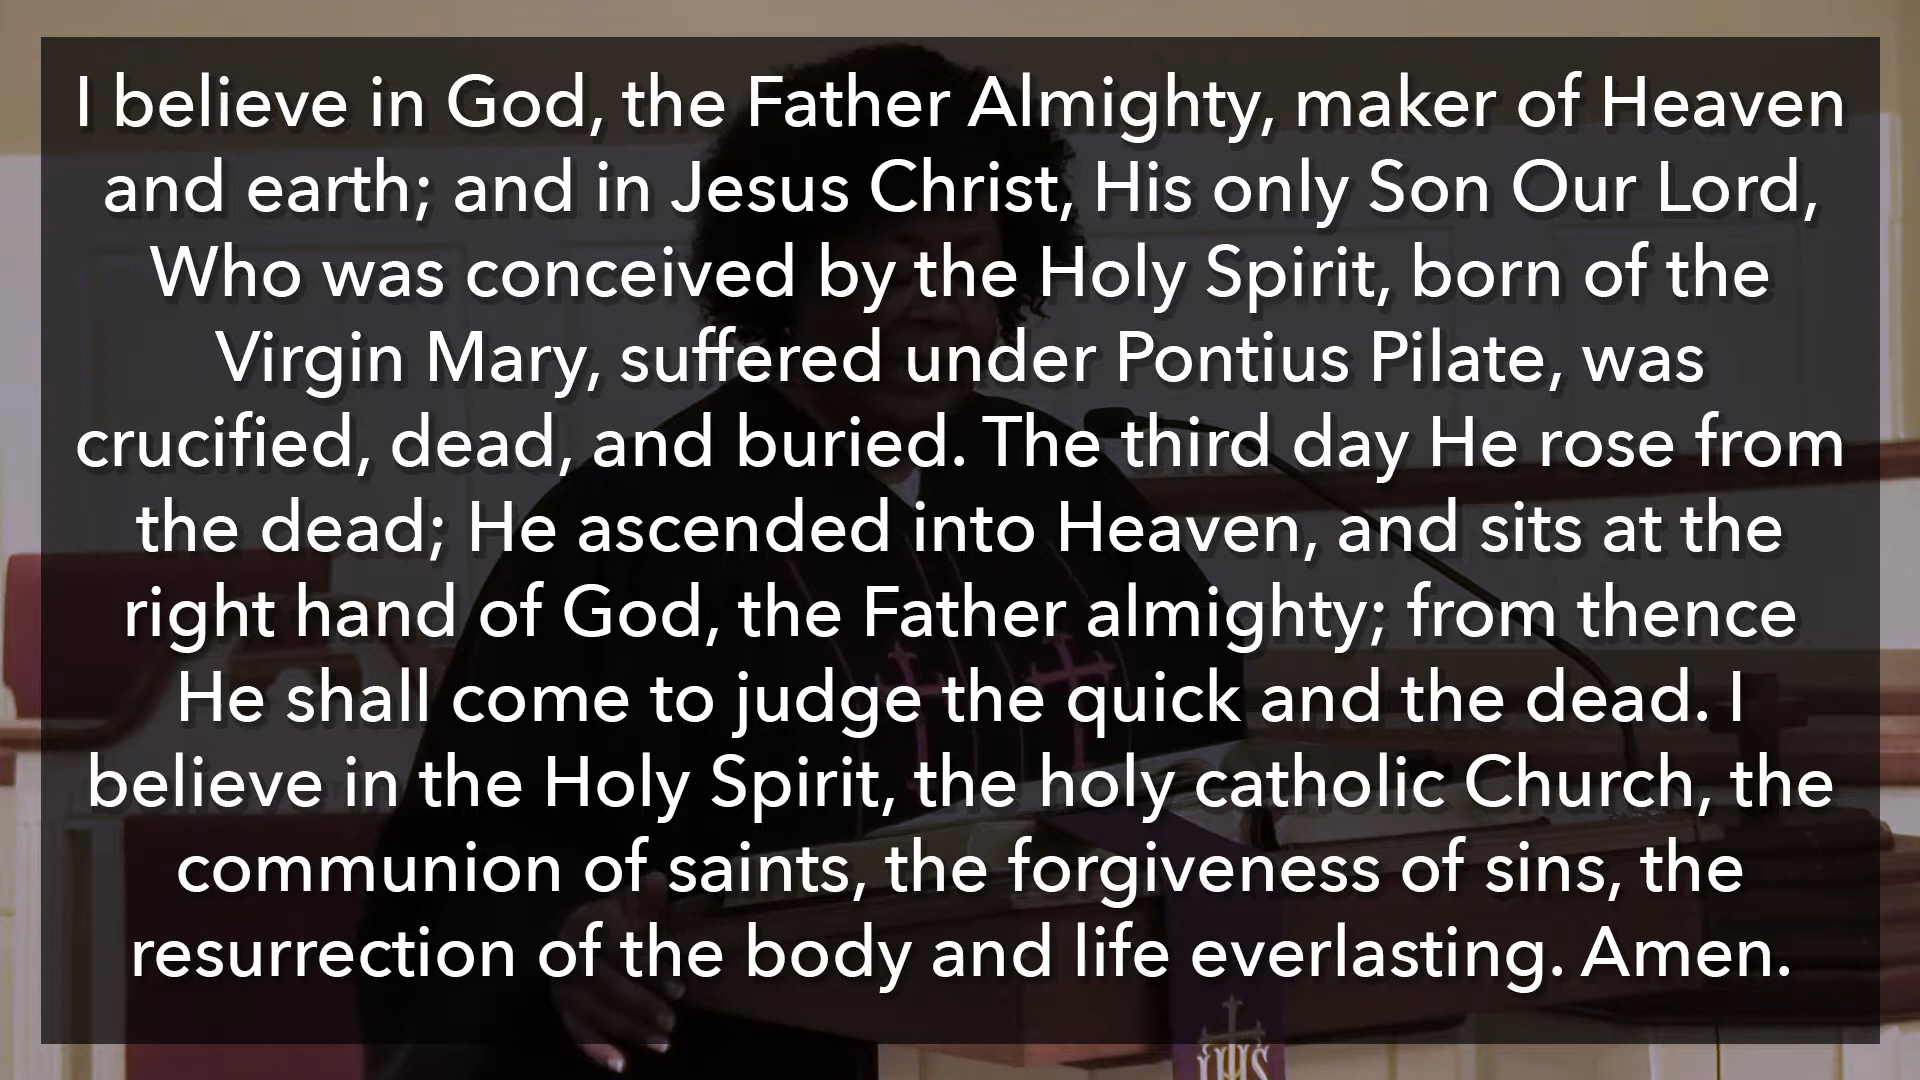 I believe in God, the Father Almighty, maker of Heaven
and earth; and in Jesus Christ, His only Son Our Lord,
Who was conceived by the Holy Spirit, born of the
Virgin Mary, suffered under Pontius Pilate, was
crucified, dead, and buried. The third day He rose from
the dead; He ascended into Heaven, and sits at the
right hand of God, the Father almighty; from thence
He shall come to judge the quick and the dead. I
believe in the Holy Spirit, the holy catholic Church, the
communion of saints, the forgiveness of sins, the
resurrection of the body and life everlasting. Amen.
IHS